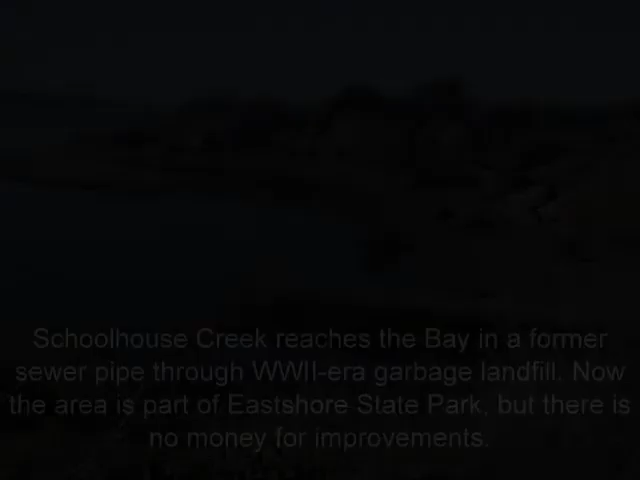 Schoolhouse Creek reaches the Bay in a former
sewer pipe through WWII-era garbage landfill. Now
the area is part of Eastshore State Park, but there is
no money for improvements.